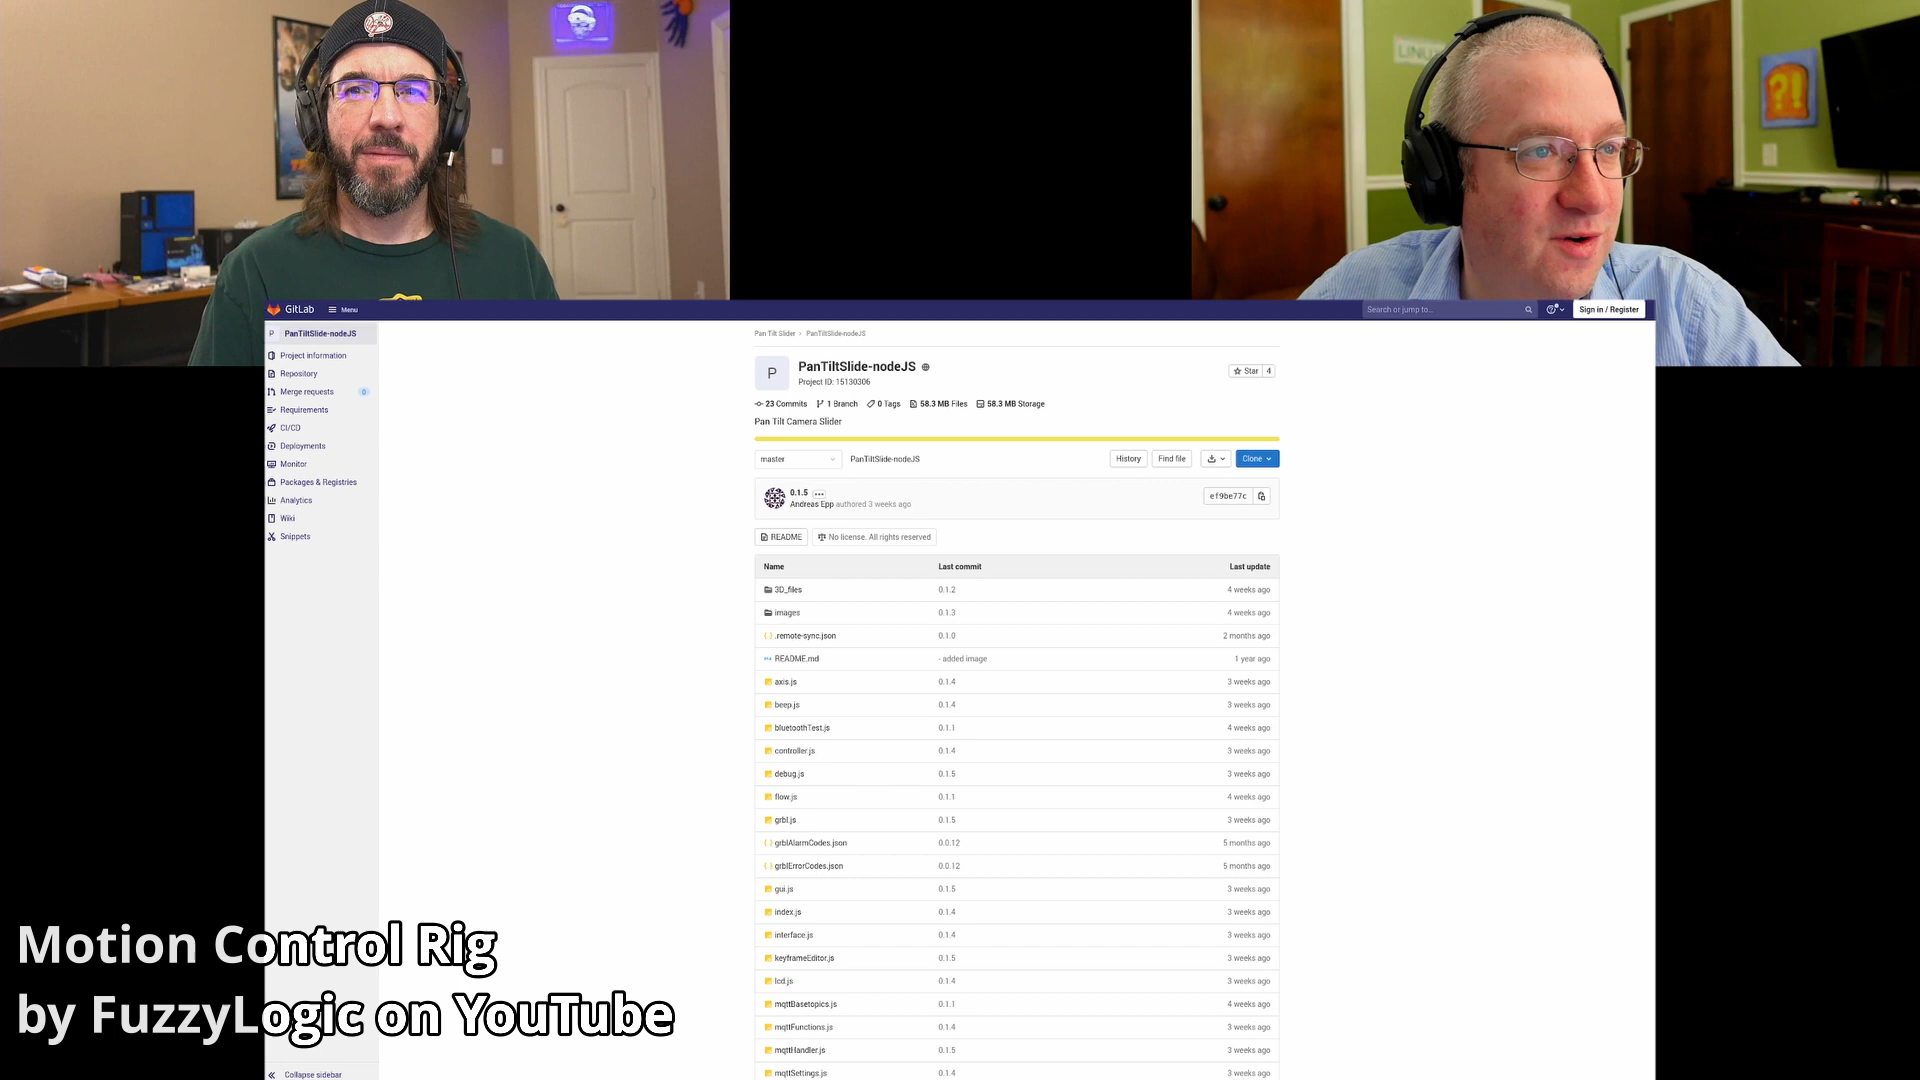 LINUX
?!
GitLab
Menu
Search or jump to...
Sign in / Register
P PanTiltSlide-nodeJS
Project information
Repository
Merge requests 0
Requirements
CI/CD
Deployments
Monitor
Packages & Registries
Analytics
Wiki
Snippets
Collapse sidebar
Pan Tilt Slider › PanTiltSlide-nodeJS
P
PanTiltSlide-nodeJS
Project ID: 15130306
Star 4
23 Commits 1 Branch 0 Tags 58.3 MB Files 58.3 MB Storage
Pan Tilt Camera Slider
master PanTiltSlide-nodeJS History Find file Clone
0.1.5
Andreas Epp authored 3 weeks ago
ef9be77c
README No license. All rights reserved
Name Last commit Last update
3D_files 0.1.2 4 weeks ago
images 0.1.3 4 weeks ago
.remote-sync.json 0.1.0 2 months ago
README.md - added image 1 year ago
axis.js 0.1.4 3 weeks ago
beep.js 0.1.4 3 weeks ago
bluetoothTest.js 0.1.1 4 weeks ago
controller.js 0.1.4 3 weeks ago
debug.js 0.1.5 3 weeks ago
flow.js 0.1.1 4 weeks ago
grbl.js 0.1.5 3 weeks ago
grblAlarmCodes.json 0.0.12 5 months ago
grblErrorCodes.json 0.0.12 5 months ago
gui.js 0.1.5 3 weeks ago
index.js 0.1.4 3 weeks ago
interface.js 0.1.4 3 weeks ago
keyframeEditor.js 0.1.5 3 weeks ago
lcd.js 0.1.4 3 weeks ago
mqttBasetopics.js 0.1.1 4 weeks ago
mqttFunctions.js 0.1.4 3 weeks ago
mqttHandler.js 0.1.5 3 weeks ago
mqttSettings.js 0.1.4 3 weeks ago
Motion Control Rig
by FuzzyLogic on YouTube